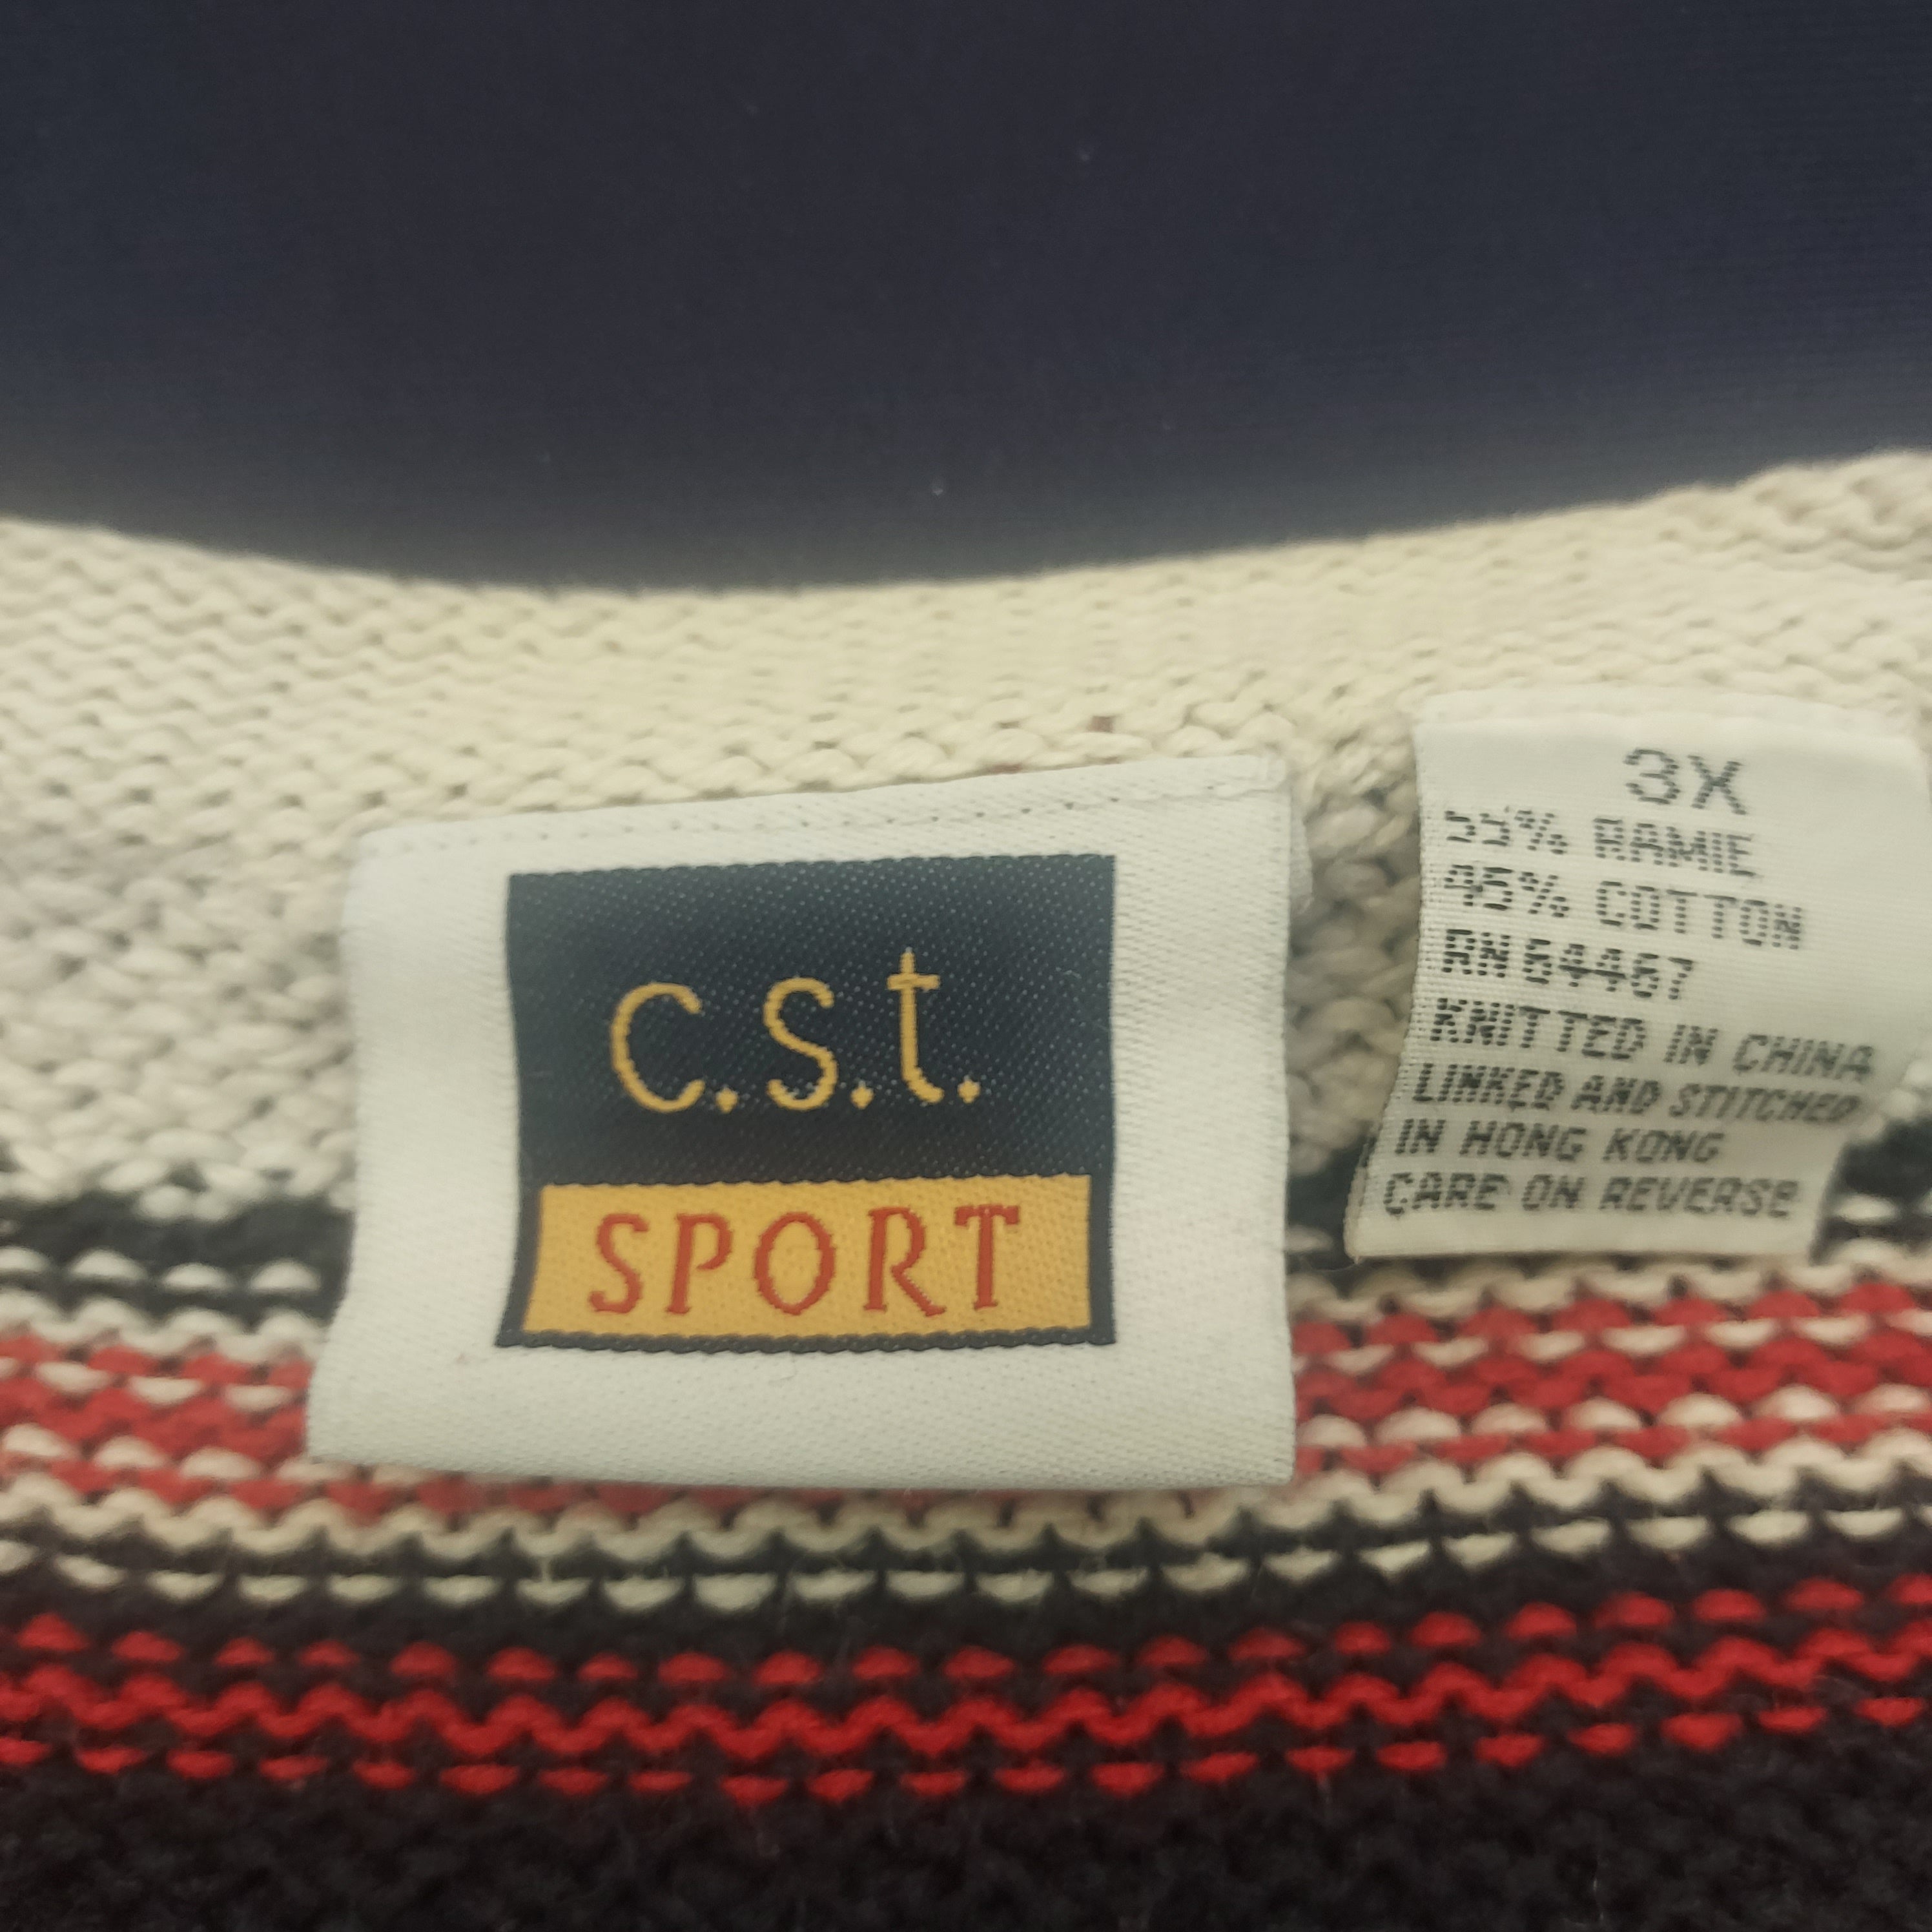 c.s.t.
SPORT
3X
55% RAMIE
45% COTTON
RN 54467
KNITTED IN CHINA
LINKED AND STITCHED
IN HONG KONG
CARE ON REVERSE